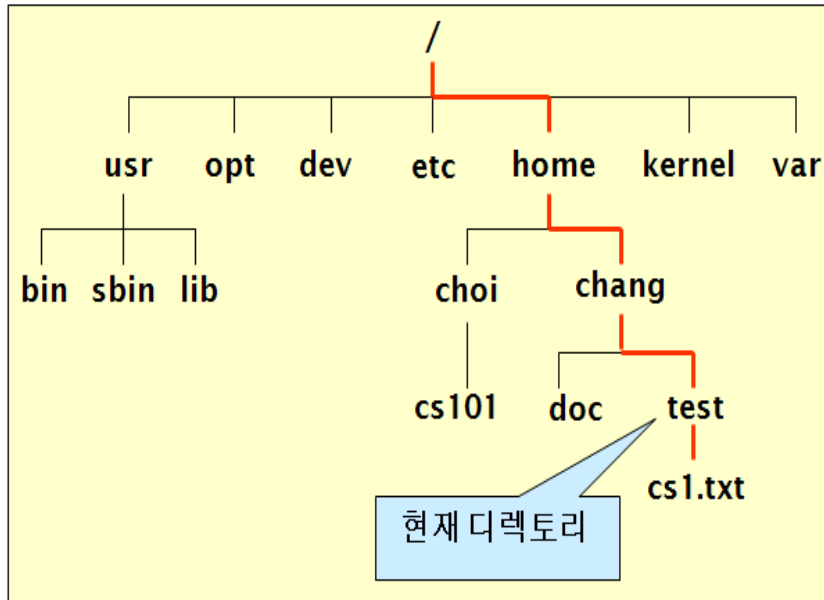 /
usr opt dev etc home kernel var
bin sbin lib choi chang
cs101 doc test
cs1.txt
현재 디렉토리